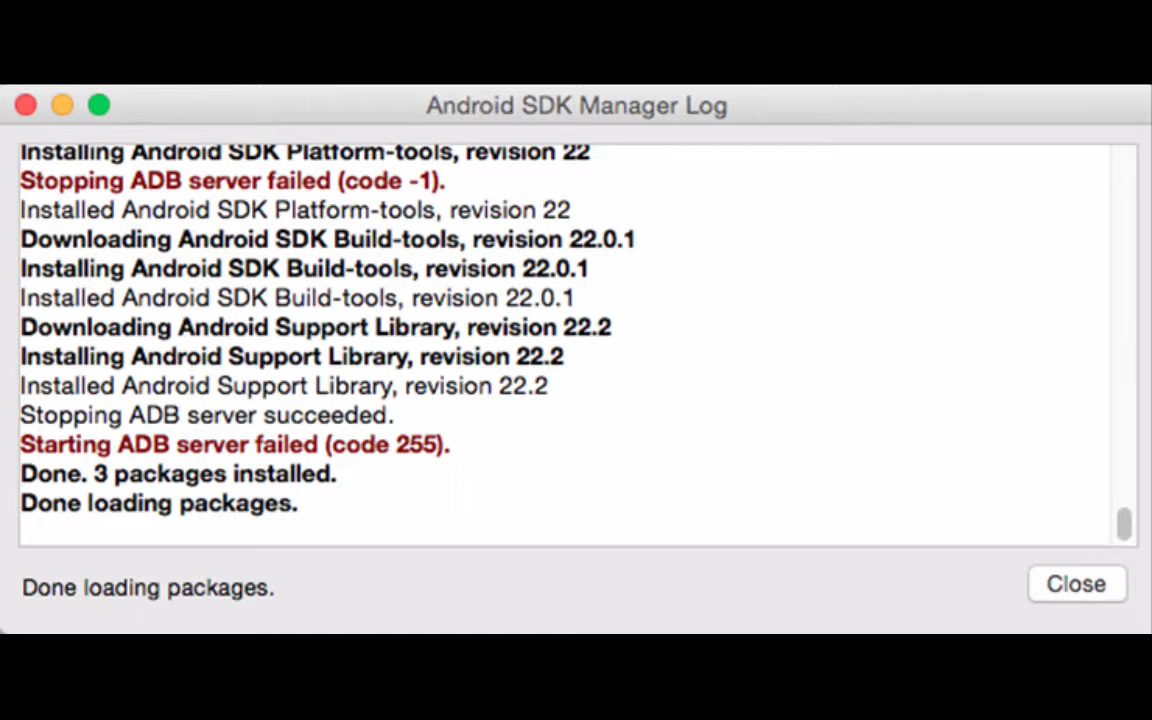 Android SDK Manager Log
Installing Android SDK Platform-tools, revision 22
Stopping ADB server failed (code -1).
Installed Android SDK Platform-tools, revision 22
Downloading Android SDK Build-tools, revision 22.0.1
Installing Android SDK Build-tools, revision 22.0.1
Installed Android SDK Build-tools, revision 22.0.1
Downloading Android Support Library, revision 22.2
Installing Android Support Library, revision 22.2
Installed Android Support Library, revision 22.2
Stopping ADB server succeeded.
Starting ADB server failed (code 255).
Done. 3 packages installed.
Done loading packages.
Done loading packages.
Close